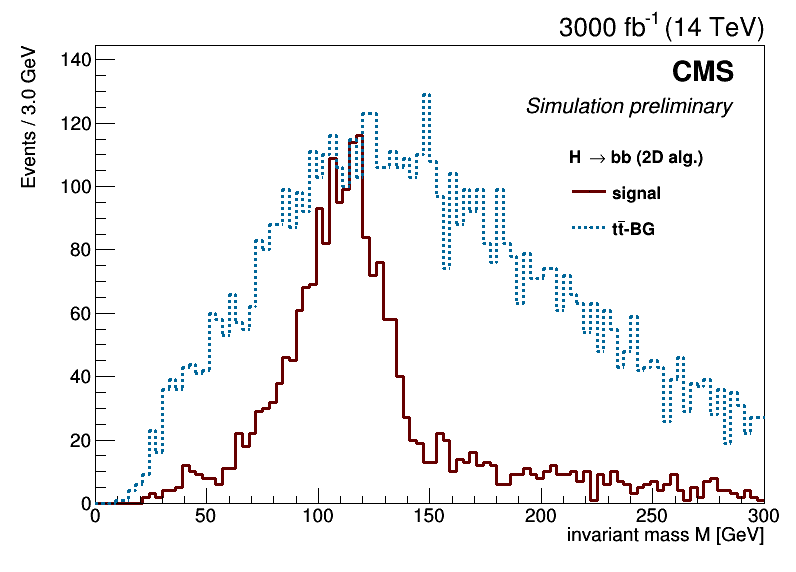 3000 fb⁻¹ (14 TeV)
Events / 3.0 GeV
140
120
100
80
60
40
20
0
CMS
Simulation preliminary
H → bb (2D alg.)
signal
tt̄-BG
0 50 100 150 200 250 300
invariant mass M [GeV]